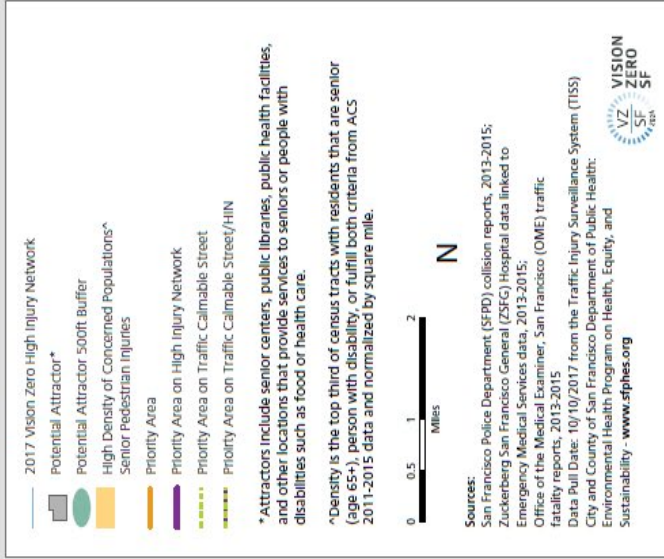 2017 Vision Zero High Injury Network
Potential Attractor*
Potential Attractor 500ft Buffer
High Density of Concerned Populations^
Senior Pedestrian Injuries
Priority Area
Priority Area on High Injury Network
Priority Area on Traffic Calmable Street
Prioirty Area on Traffic Calmable Street/HIN
*Attractors include senior centers, public libraries, public health facilities,
and other locations that provide services to seniors or people with
disabilities such as food or health care.
^Density is the top third of census tracts with residents that are senior
(age 65+), person with disability, or fulfill both criteria from ACS
2011-2015 data and normalized by square mile.
0 0.5 1 2
Miles
N
Sources:
San Francisco Police Department (SFPD) collision reports, 2013-2015;
Zuckerberg San Francisco General (ZSFG) Hospital data linked to
Emergency Medical Services data, 2013-2015;
Office of the Medical Examiner, San Francisco (OME) traffic
fatality reports, 2013-2015
Data Pull Date: 10/10/2017 from the Traffic Injury Surveillance System (TISS)
City and County of San Francisco Department of Public Health:
Environmental Health Program on Health, Equity, and
Sustainability - www.sfphes.org
VZ
SF
2024
VISION
ZERO
SF